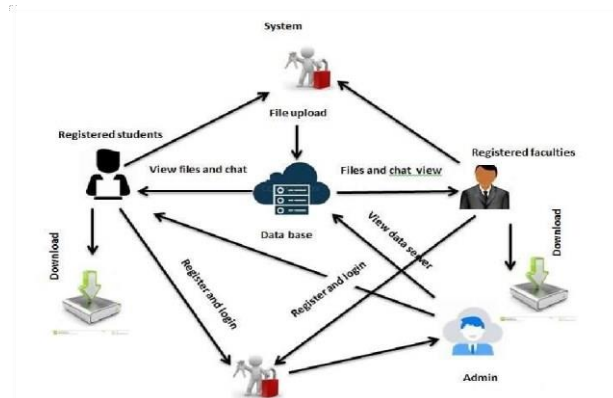 System
File upload
Registered students
Registered faculties
View files and chat
Files and chat view
Data base
Download
Download
View data server
Register and login
Register and login
Admin